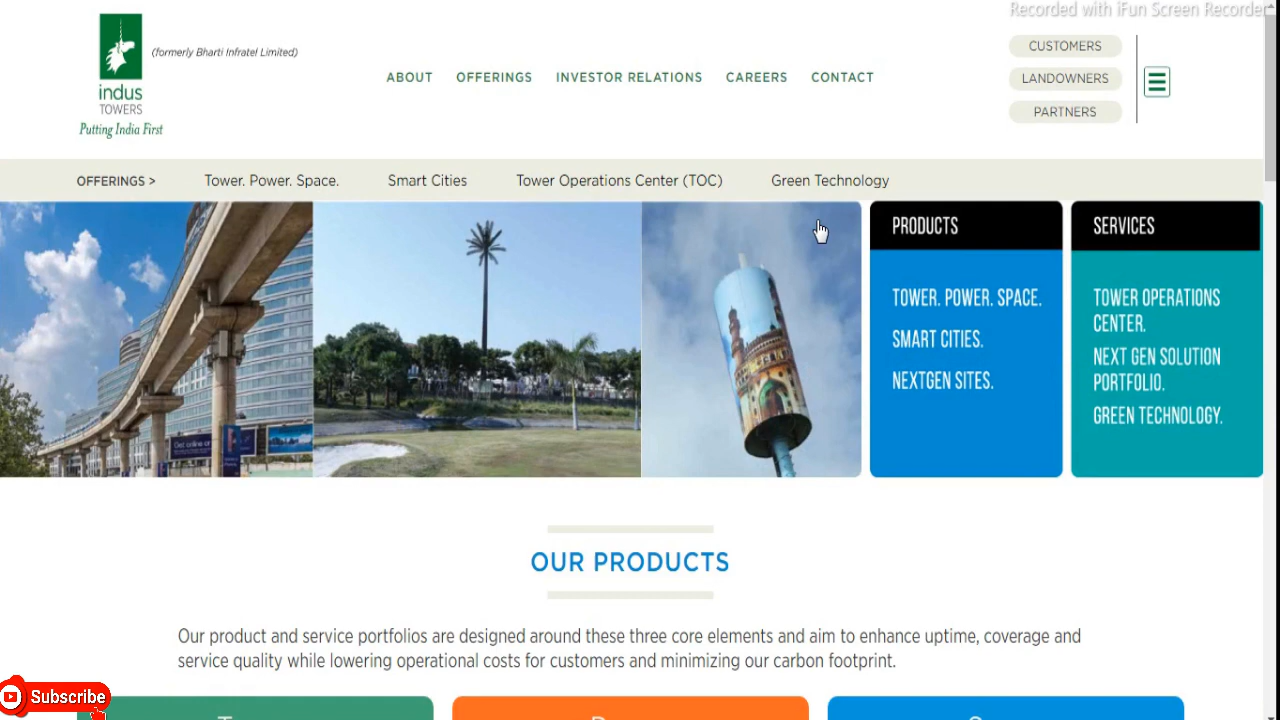 Recorded with iFun Screen Recorder
indus
TOWERS
Putting India First
(formerly Bharti Infratel Limited)
ABOUT OFFERINGS INVESTOR RELATIONS CAREERS CONTACT
CUSTOMERS
LANDOWNERS
PARTNERS
OFFERINGS > Tower. Power. Space. Smart Cities Tower Operations Center (TOC) Green Technology
Get online
PRODUCTS
TOWER. POWER. SPACE.
SMART CITIES.
NEXTGEN SITES.
SERVICES
TOWER OPERATIONS
CENTER.
NEXT GEN SOLUTION
PORTFOLIO.
GREEN TECHNOLOGY.
OUR PRODUCTS
Our product and service portfolios are designed around these three core elements and aim to enhance uptime, coverage and
service quality while lowering operational costs for customers and minimizing our carbon footprint.
Subscribe